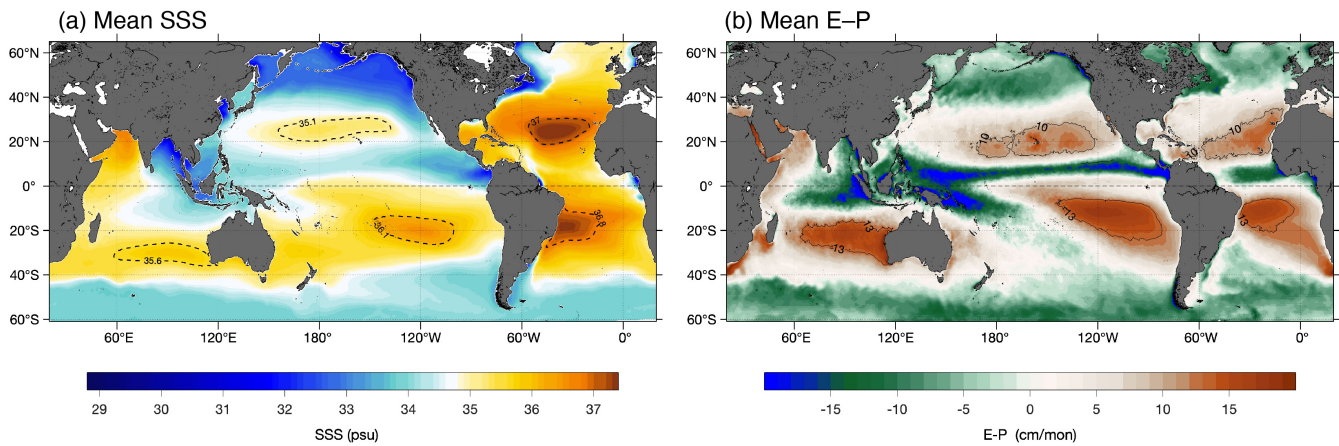 (a) Mean SSS
60°N
40°N
20°N
0°
20°S
40°S
60°S
35.1
37
36.8
36.1
35.6
60°E
120°E
180°
120°W
60°W
0°
29
30
31
32
33
34
35
36
37
SSS (psu)
(b) Mean E–P
60°N
40°N
20°N
0°
20°S
40°S
60°S
10
10
10
10
13
13
13
13
60°E
120°E
180°
120°W
60°W
0°
-15
-10
-5
0
5
10
15
E-P (cm/mon)